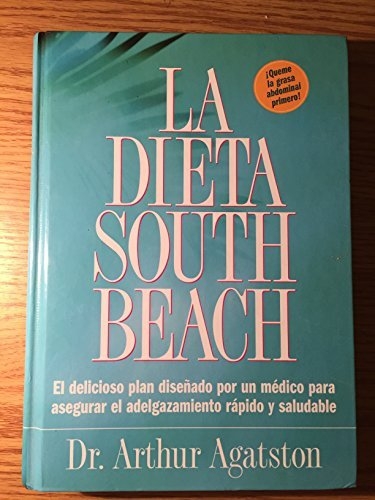 ¡Queme
la grasa
abdominal
primero!
LA
DIETA
SOUTH
BEACH
El delicioso plan diseñado por un médico para
asegurar el adelgazamiento rápido y saludable
Dr. Arthur Agatston